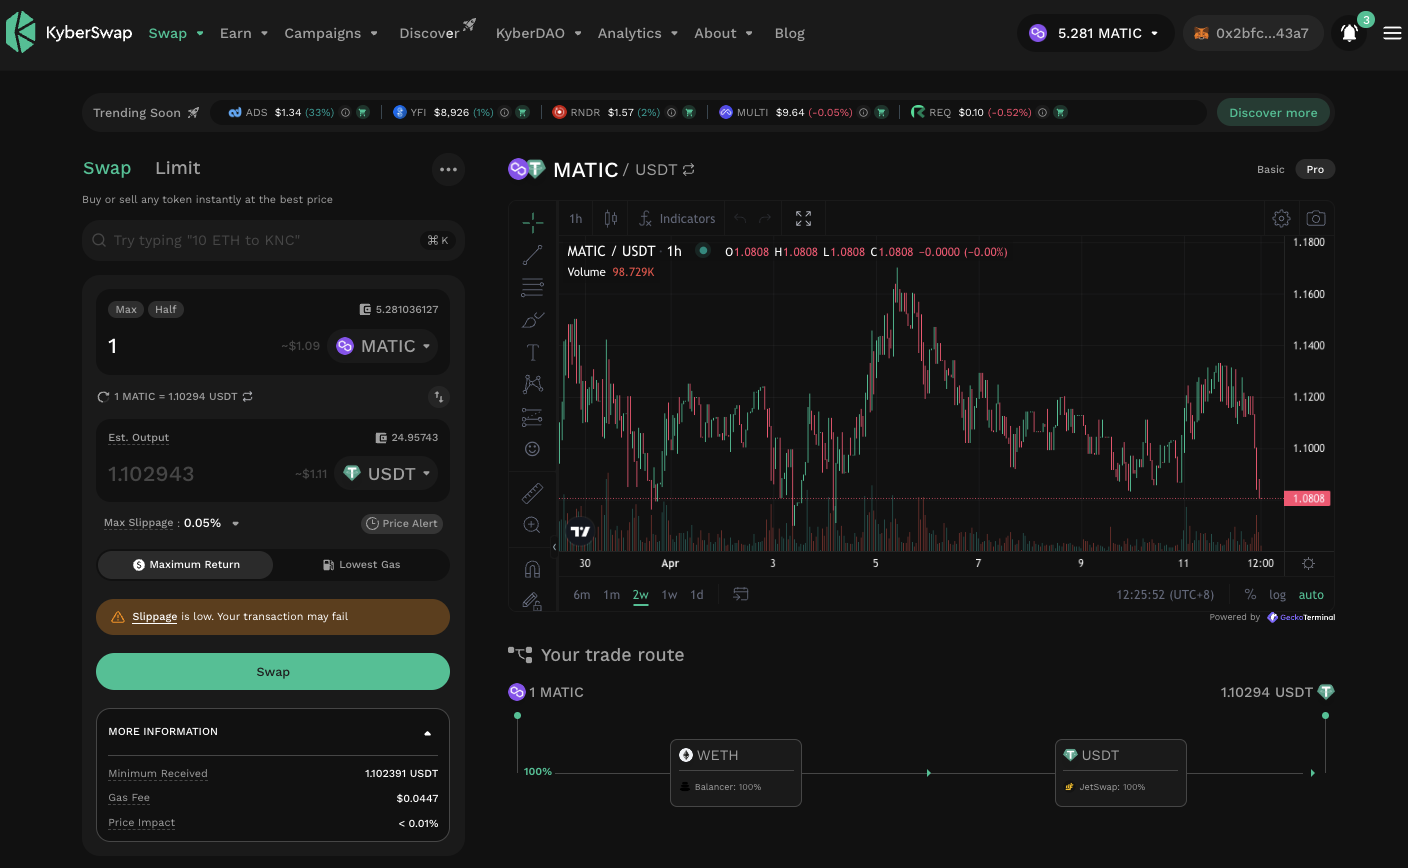 KyberSwap Swap Earn Campaigns Discover KyberDAO Analytics About Blog 5.281 MATIC 0x2bfc...43a7 3
Trending Soon ADS $1.34 (33%) YFI $8,926 (1%) RNDR $1.57 (2%) MULTI $9.64 (-0.05%) REQ $0.10 (-0.52%) Discover more
Swap Limit
Buy or sell any token instantly at the best price
Try typing "10 ETH to KNC" ⌘ K
Max Half 5.281036127
1 ~$1.09 MATIC
1 MATIC = 1.10294 USDT
Est. Output 24.95743
1.102943 ~$1.11 USDT
Max Slippage : 0.05% Price Alert
Maximum Return Lowest Gas
Slippage is low. Your transaction may fail
Swap
MORE INFORMATION
Minimum Received 1.102391 USDT
Gas Fee $0.0447
Price Impact < 0.01%
MATIC / USDT Basic Pro
1h Indicators
MATIC / USDT · 1h O1.0808 H1.0808 L1.0808 C1.0808 −0.0000 (−0.00%)
Volume 98.729K
1.1800
1.1600
1.1400
1.1200
1.1000
1.0808
30 Apr 3 5 7 9 11 12:00
6m 1m 2w 1w 1d 12:25:52 (UTC+8) % log auto
Powered by GeckoTerminal
Your trade route
1 MATIC 1.10294 USDT
WETH USDT
100%
Balancer: 100% JetSwap: 100%